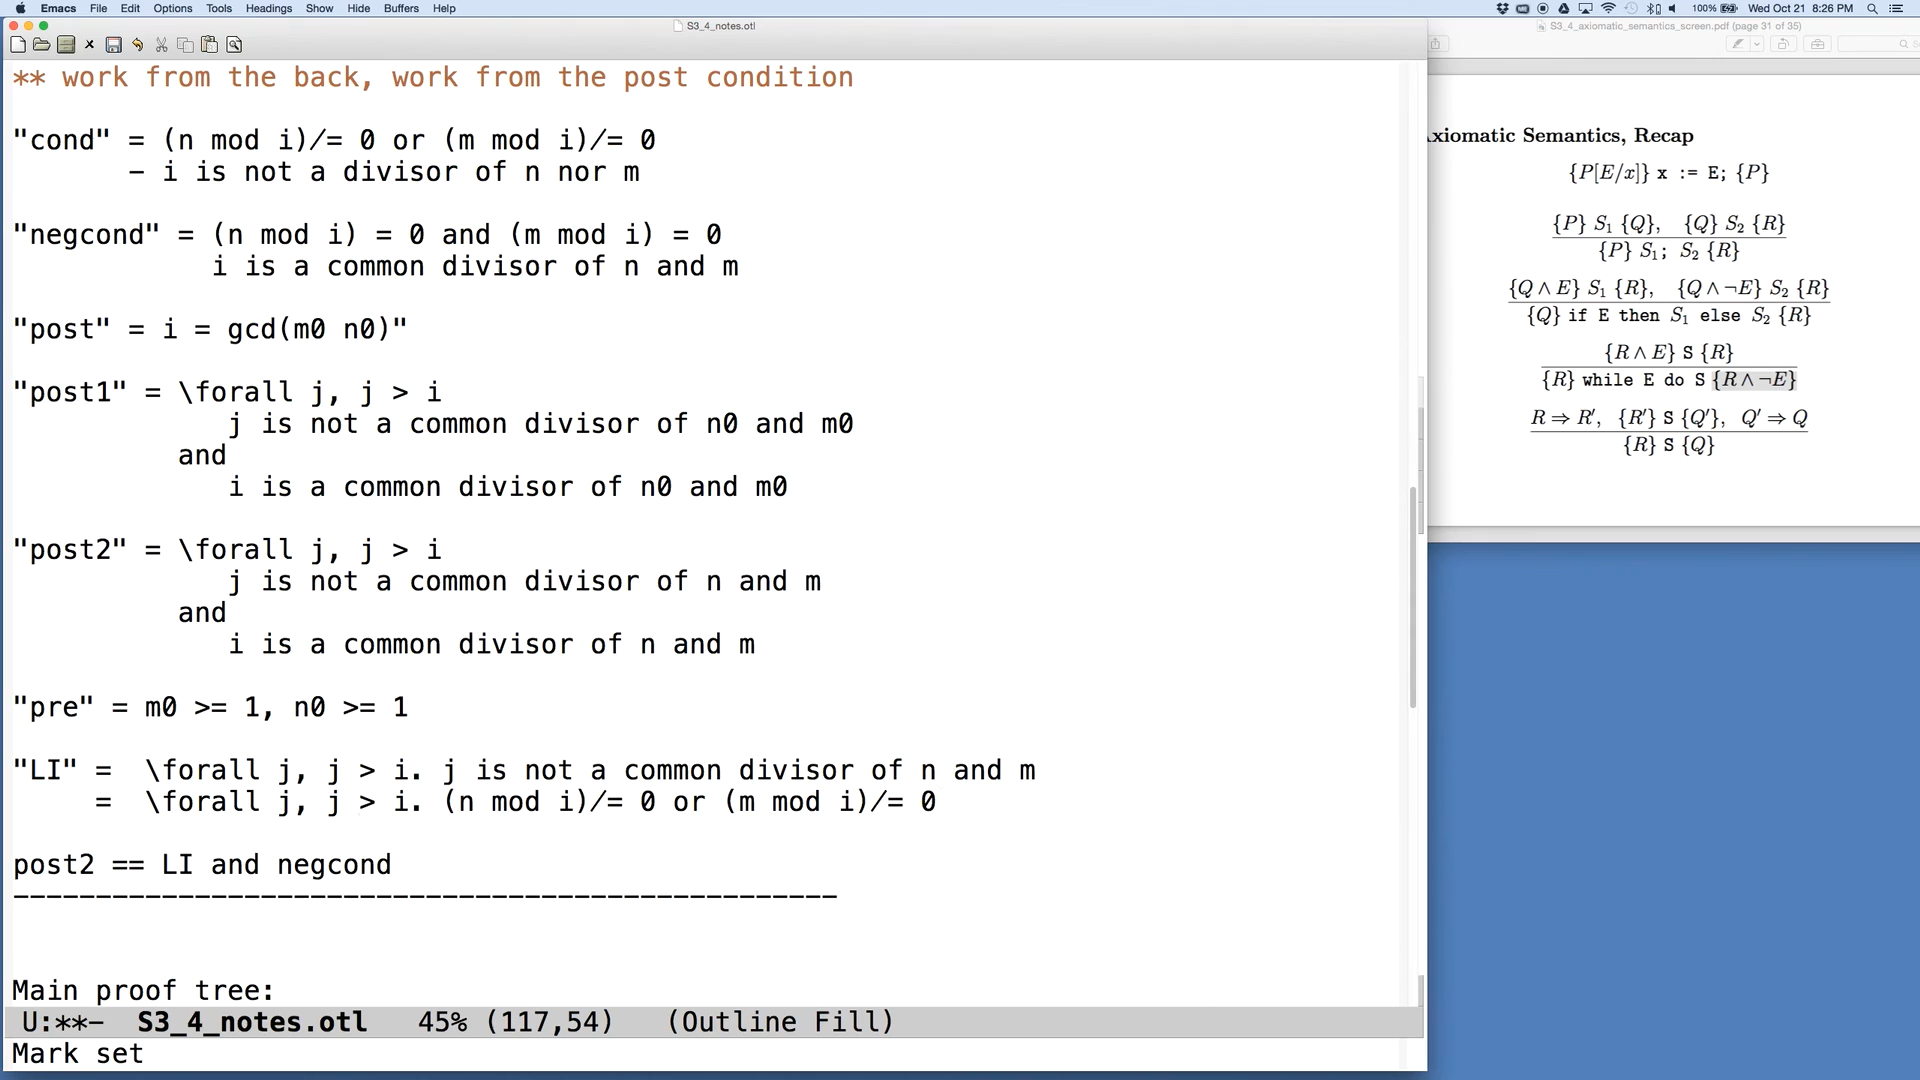 Emacs File Edit Options Tools Headings Show Hide Buffers Help
100% Wed Oct 21 8:26 PM
S3_4_notes.otl
S3_4_axiomatic_semantics_screen.pdf (page 31 of 35)
** work from the back, work from the post condition
"cond" = (n mod i)/= 0 or (m mod i)/= 0
- i is not a divisor of n nor m
"negcond" = (n mod i) = 0 and (m mod i) = 0
i is a common divisor of n and m
"post" = i = gcd(m0 n0)"
"post1" = \forall j, j > i
j is not a common divisor of n0 and m0
and
i is a common divisor of n0 and m0
"post2" = \forall j, j > i
j is not a common divisor of n and m
and
i is a common divisor of n and m
"pre" = m0 >= 1, n0 >= 1
"LI" = \forall j, j > i. j is not a common divisor of n and m
= \forall j, j > i. (n mod i)/= 0 or (m mod i)/= 0
post2 == LI and negcond
--------------------------------------------------
Main proof tree:
U:**- S3_4_notes.otl 45% (117,54) (Outline Fill)
Mark set
xiomatic Semantics, Recap
{P[E/x]} x := E; {P}
{P} S₁ {Q}, {Q} S₂ {R}
{P} S₁; S₂ {R}
{Q ∧ E} S₁ {R}, {Q ∧ ¬E} S₂ {R}
{Q} if E then S₁ else S₂ {R}
{R ∧ E} S {R}
{R} while E do S {R ∧ ¬E}
R ⇒ R′, {R′} S {Q′}, Q′ ⇒ Q
{R} S {Q}